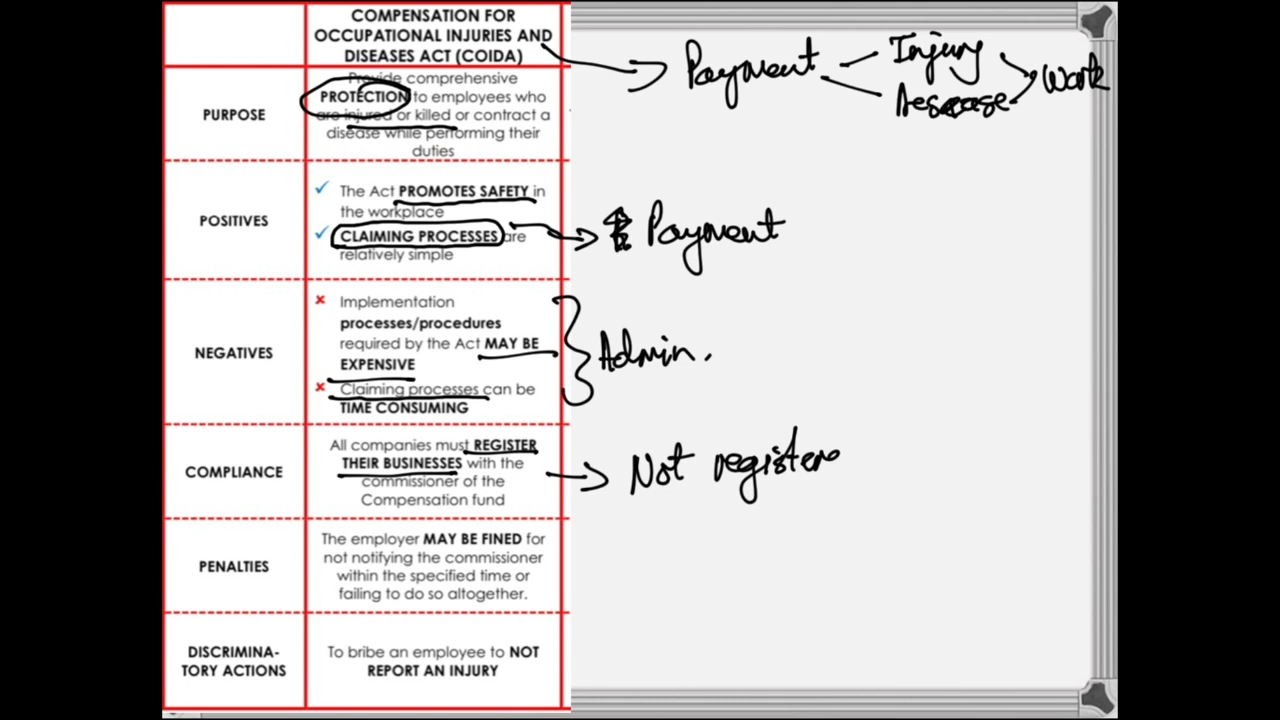 COMPENSATION FOR
OCCUPATIONAL INJURIES AND
DISEASES ACT (COIDA)
Payment
Injury
Desease
Work
PURPOSE
Provide comprehensive
PROTECTION to employees who
are injured or killed or contract a
disease while performing their
duties
POSITIVES
✓ The Act PROMOTES SAFETY in
the workplace
✓ CLAIMING PROCESSES are
relatively simple
Payment
NEGATIVES
✗ Implementation
processes/procedures
required by the Act MAY BE
EXPENSIVE
✗ Claiming processes can be
TIME CONSUMING
Admin.
COMPLIANCE
All companies must REGISTER
THEIR BUSINESSES with the
commissioner of the
Compensation fund
Not registere
PENALTIES
The employer MAY BE FINED for
not notifying the commissioner
within the specified time or
failing to do so altogether.
DISCRIMINA-
TORY ACTIONS
To bribe an employee to NOT
REPORT AN INJURY